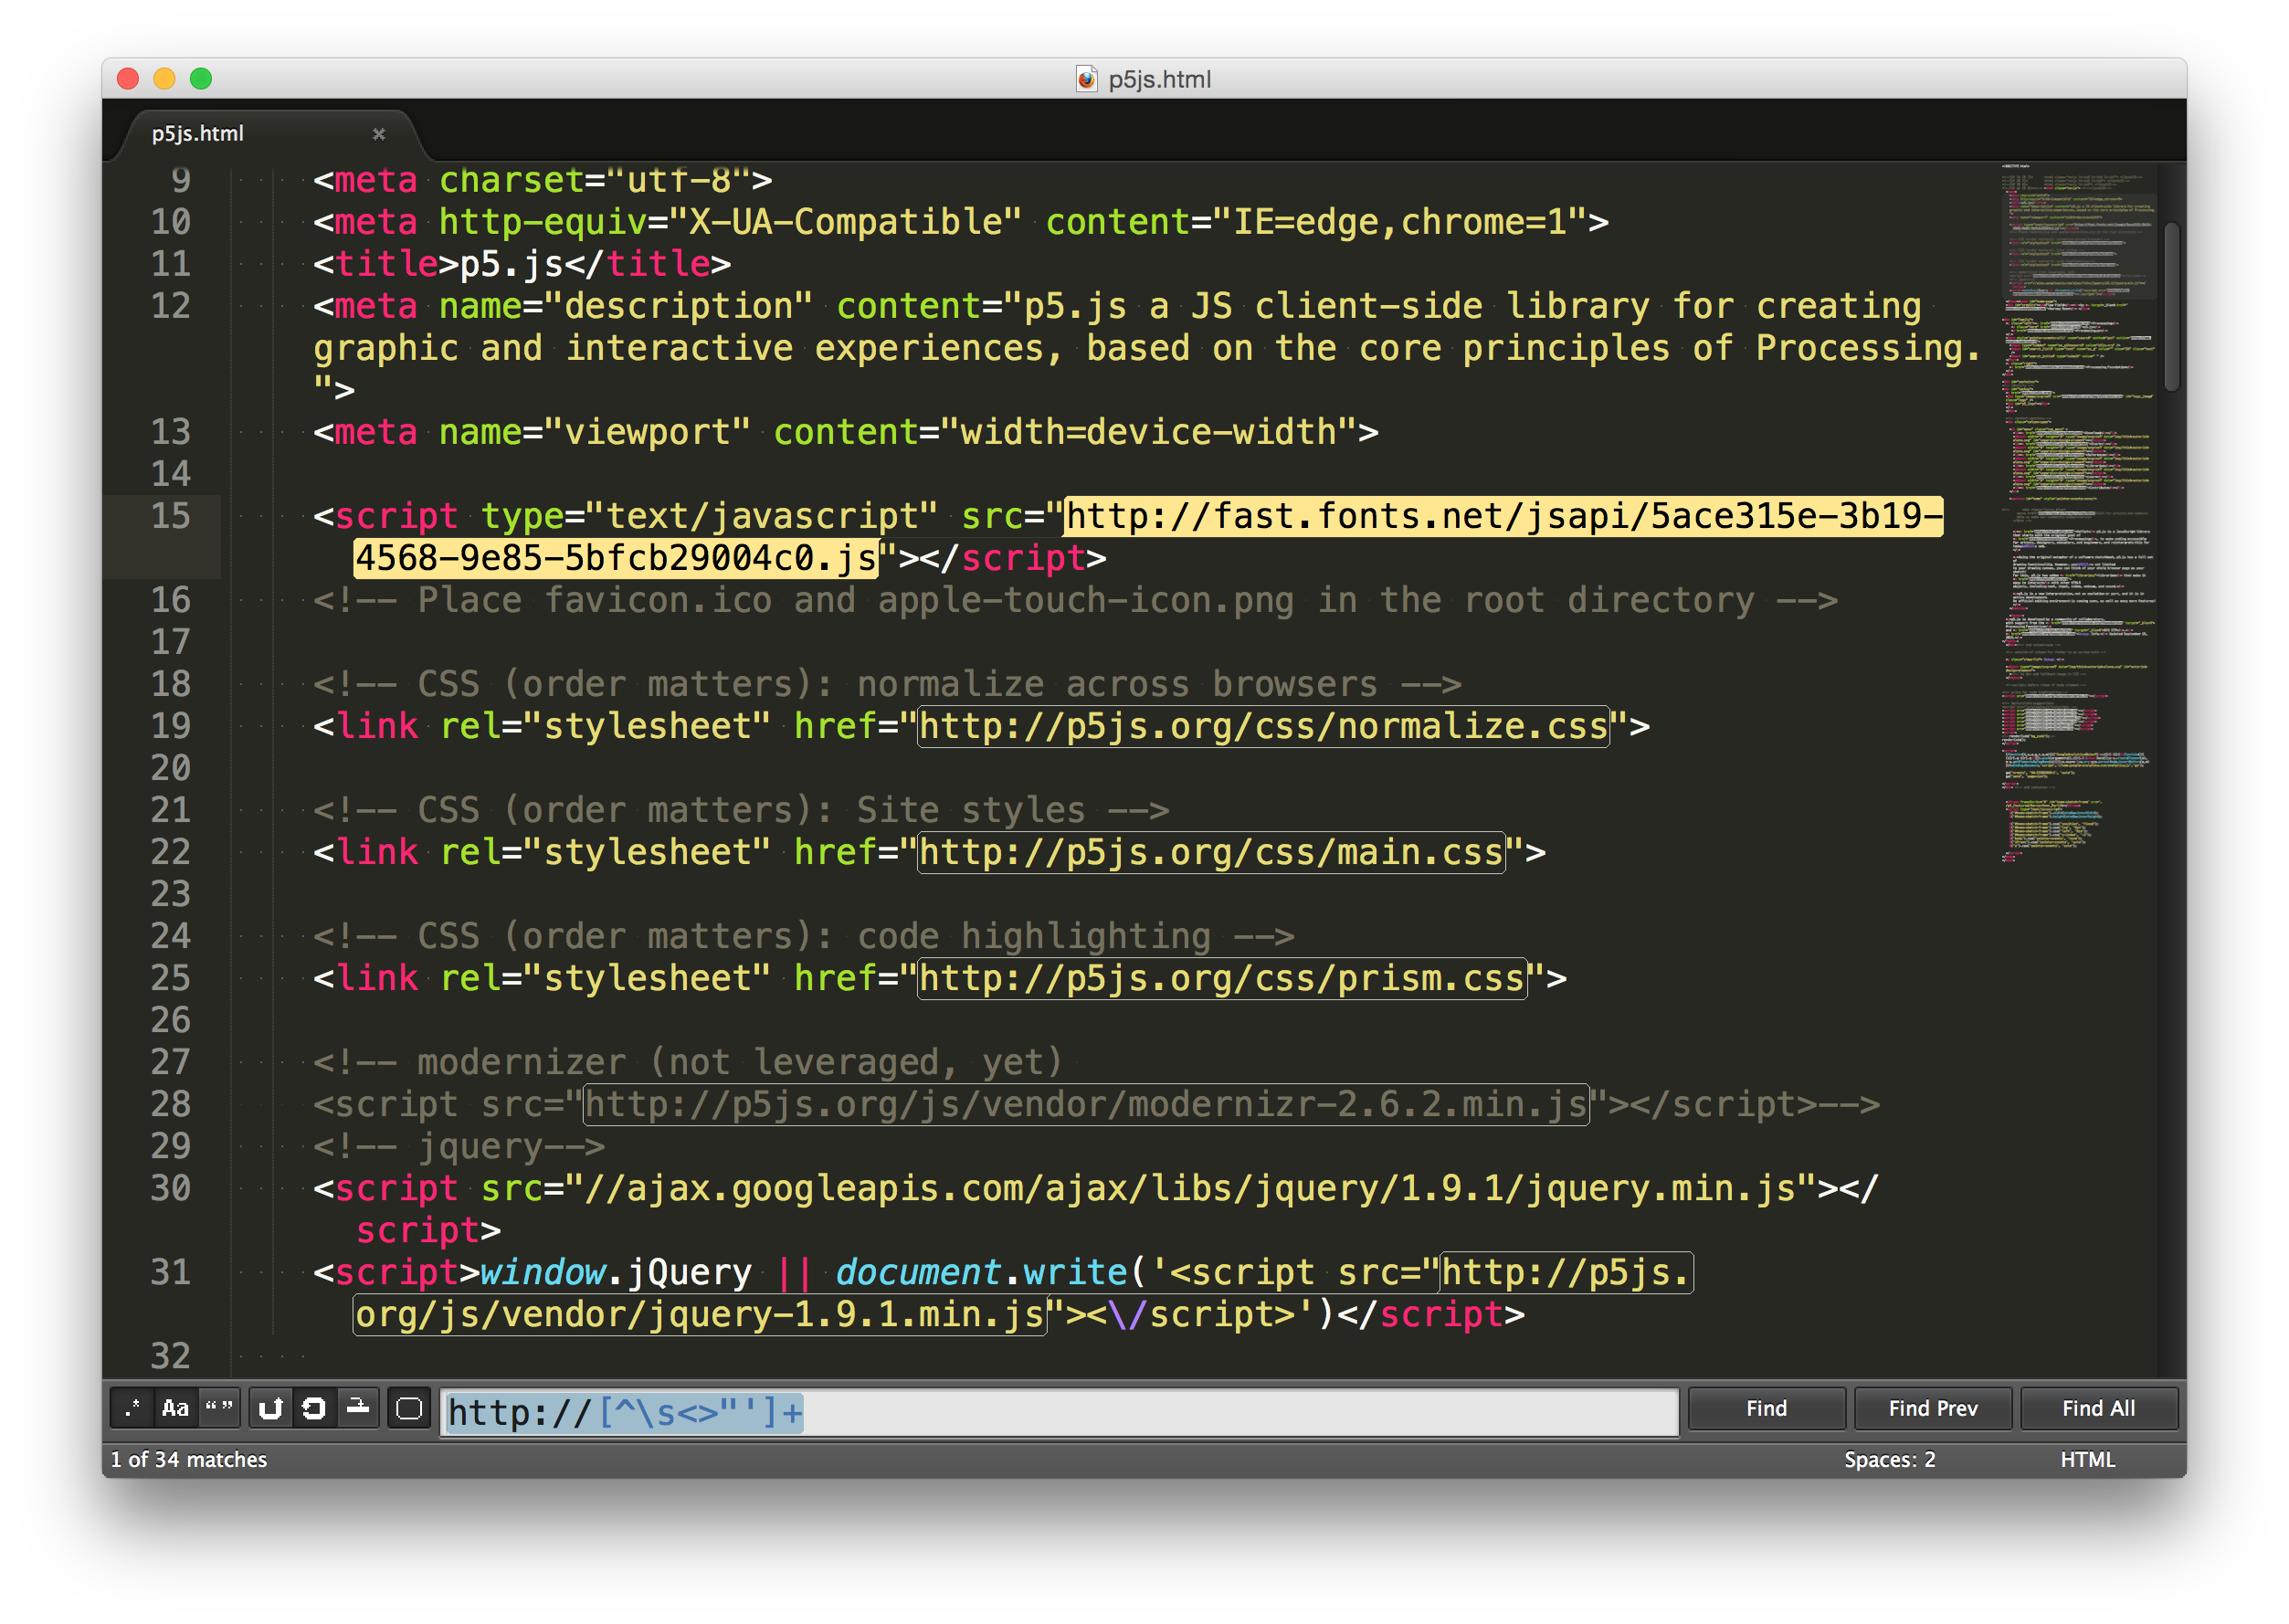 p5js.html
p5js.html ×
9 <meta charset="utf-8">
10 <meta http-equiv="X-UA-Compatible" content="IE=edge,chrome=1">
11 <title>p5.js</title>
12 <meta name="description" content="p5.js a JS client-side library for creating
graphic and interactive experiences, based on the core principles of Processing.
">
13 <meta name="viewport" content="width=device-width">
14
15 <script type="text/javascript" src="http://fast.fonts.net/jsapi/5ace315e-3b19-
4568-9e85-5bfcb29004c0.js"></script>
16 <!-- Place favicon.ico and apple-touch-icon.png in the root directory -->
17
18 <!-- CSS (order matters): normalize across browsers -->
19 <link rel="stylesheet" href="http://p5js.org/css/normalize.css">
20
21 <!-- CSS (order matters): Site styles -->
22 <link rel="stylesheet" href="http://p5js.org/css/main.css">
23
24 <!-- CSS (order matters): code highlighting -->
25 <link rel="stylesheet" href="http://p5js.org/css/prism.css">
26
27 <!-- modernizer (not leveraged, yet)
28 <script src="http://p5js.org/js/vendor/modernizr-2.6.2.min.js"></script>-->
29 <!-- jquery-->
30 <script src="//ajax.googleapis.com/ajax/libs/jquery/1.9.1/jquery.min.js"></
script>
31 <script>window.jQuery || document.write('<script src="http://p5js.
org/js/vendor/jquery-1.9.1.min.js"><\/script>')</script>
32
.* Aa “” http://[^\s<>"']+ Find Find Prev Find All
1 of 34 matches Spaces: 2 HTML